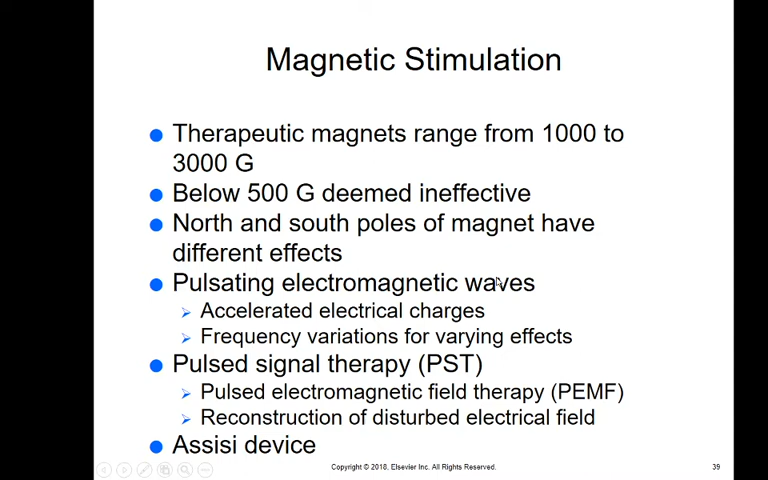 Magnetic Stimulation
Therapeutic magnets range from 1000 to
3000 G
Below 500 G deemed ineffective
North and south poles of magnet have
different effects
Pulsating electromagnetic waves
Accelerated electrical charges
Frequency variations for varying effects
Pulsed signal therapy (PST)
Pulsed electromagnetic field therapy (PEMF)
Reconstruction of disturbed electrical field
Assisi device
Copyright © 2018. Elsevier Inc. All Rights Reserved.
39